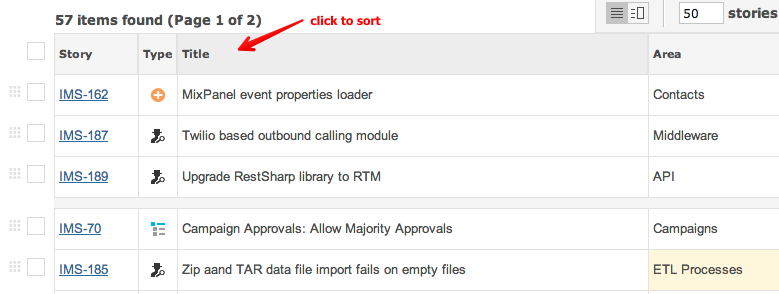 57 items found (Page 1 of 2)
click to sort
50 stories
Story Type Title Area
IMS-162 MixPanel event properties loader Contacts
IMS-187 Twilio based outbound calling module Middleware
IMS-189 Upgrade RestSharp library to RTM API
IMS-70 Campaign Approvals: Allow Majority Approvals Campaigns
IMS-185 Zip aand TAR data file import fails on empty files ETL Processes